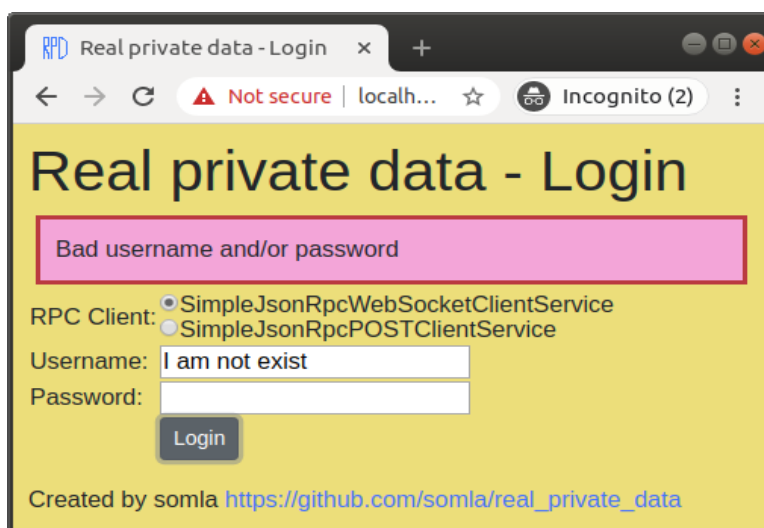 RPD Real private data - Login × +
Not secure | localh... Incognito (2)
Real private data - Login
Bad username and/or password
RPC Client: SimpleJsonRpcWebSocketClientService
SimpleJsonRpcPOSTClientService
Username: I am not exist
Password:
Login
Created by somla https://github.com/somla/real_private_data